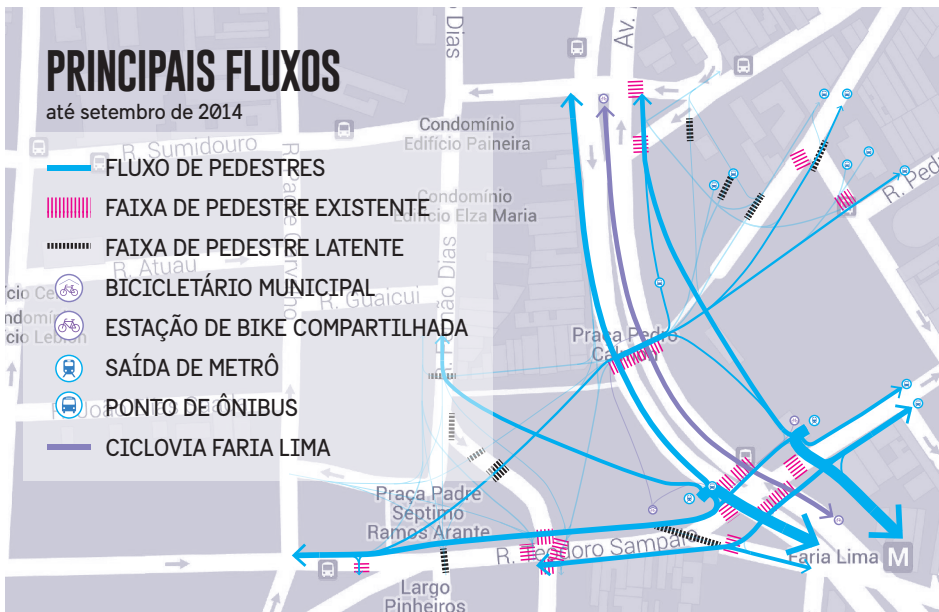 PRINCIPAIS FLUXOS
até setembro de 2014
FLUXO DE PEDESTRES
FAIXA DE PEDESTRE EXISTENTE
FAIXA DE PEDESTRE LATENTE
BICICLETÁRIO MUNICIPAL
ESTAÇÃO DE BIKE COMPARTILHADA
SAÍDA DE METRÔ
PONTO DE ÔNIBUS
CICLOVIA FARIA LIMA
Dias
Av.
R. Sumidouro
Condomínio
Edifício Paineira
Condomínio
Edifício Elza Maria
R. Ped
R. Atuau
R. Guaicui
Praça Pedro
Praça Padre
Septimo
Ramos Arante
R. Teodoro Sampaio
Faria Lima
M
Largo
Pinheiros